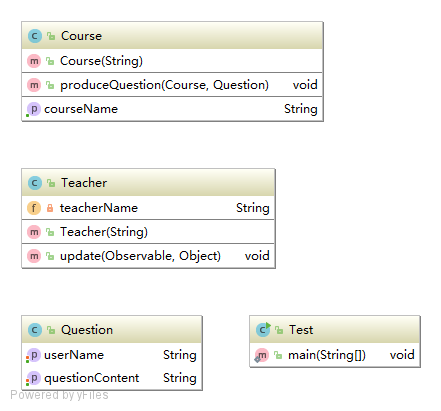 Course
Course(String)
produceQuestion(Course, Question) void
courseName String
Teacher
teacherName String
Teacher(String)
update(Observable, Object) void
Question
userName String
questionContent String
Test
main(String[]) void
Powered by yFiles